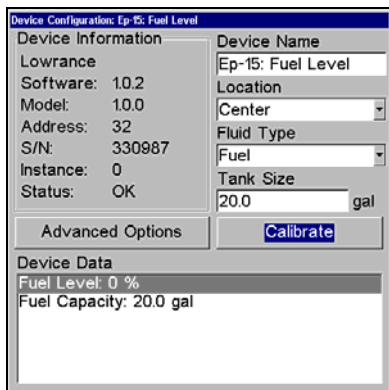 Device Configuration: Ep-15: Fuel Level
Device Information
Lowrance
Software: 1.0.2
Model: 1.0.0
Address: 32
S/N: 330987
Instance: 0
Status: OK
Device Name
Ep-15: Fuel Level
Location
Center
Fluid Type
Fuel
Tank Size
20.0 gal
Advanced Options
Calibrate
Device Data
Fuel Level: 0 %
Fuel Capacity: 20.0 gal